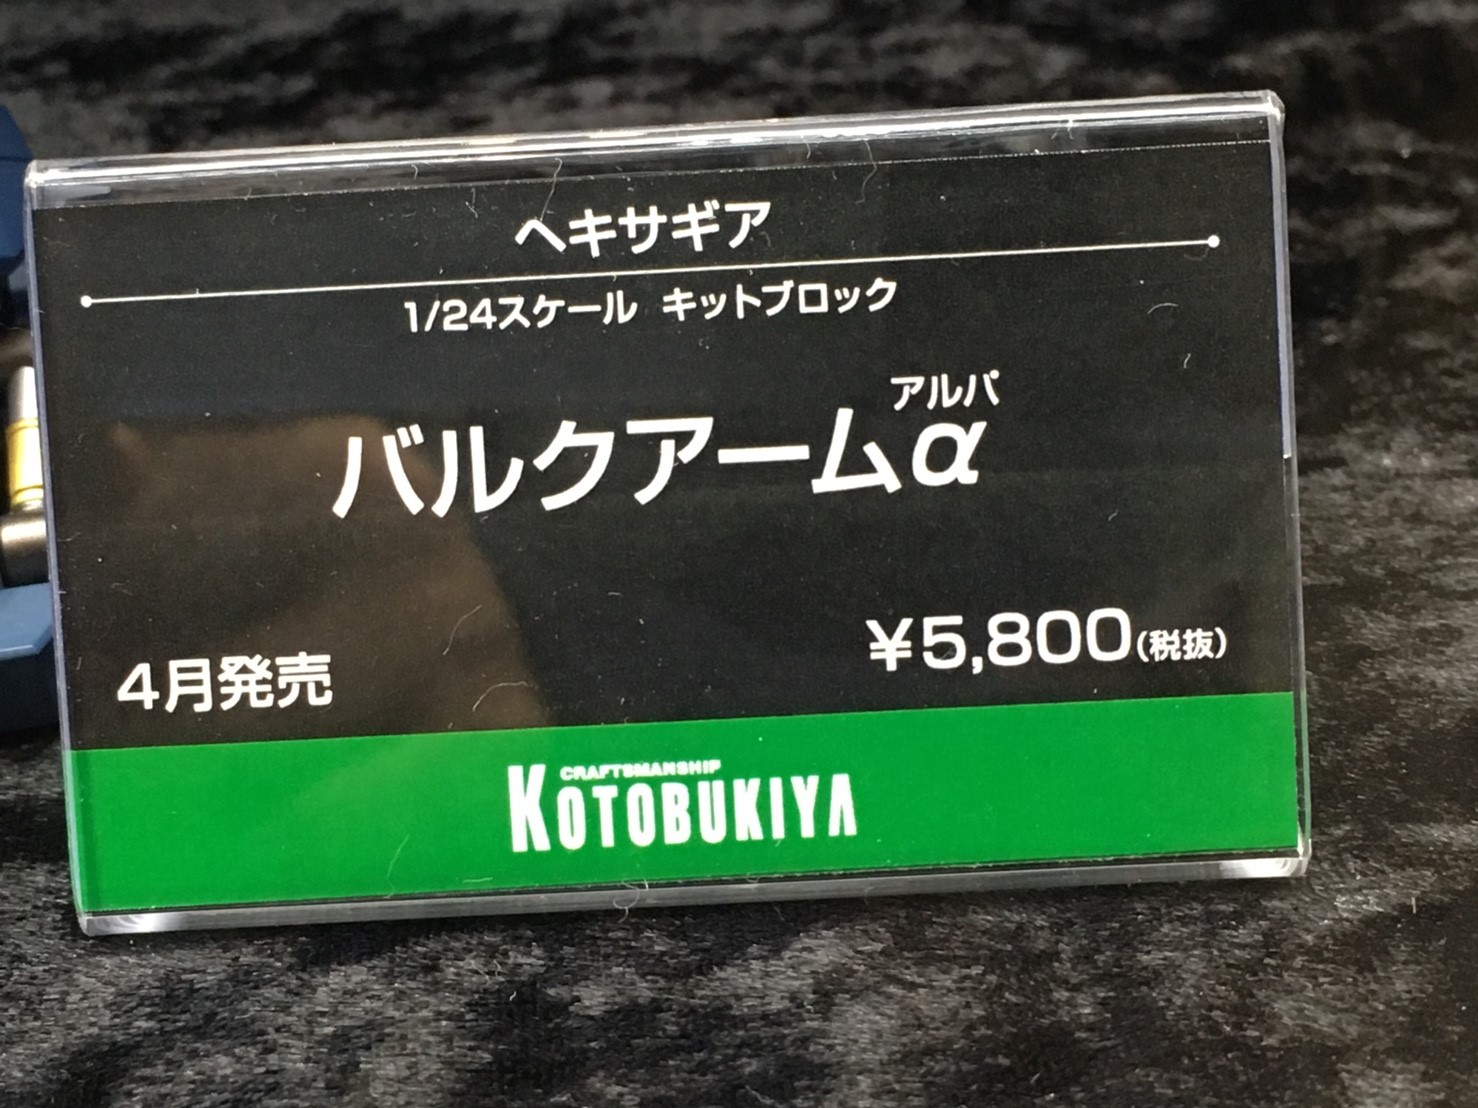 ヘキサギア
1/24スケール キットブロック
アルパ
バルクアームα
4月発売
¥5,800(税抜)
CRAFTSMANSHIP
KOTOBUKIYA